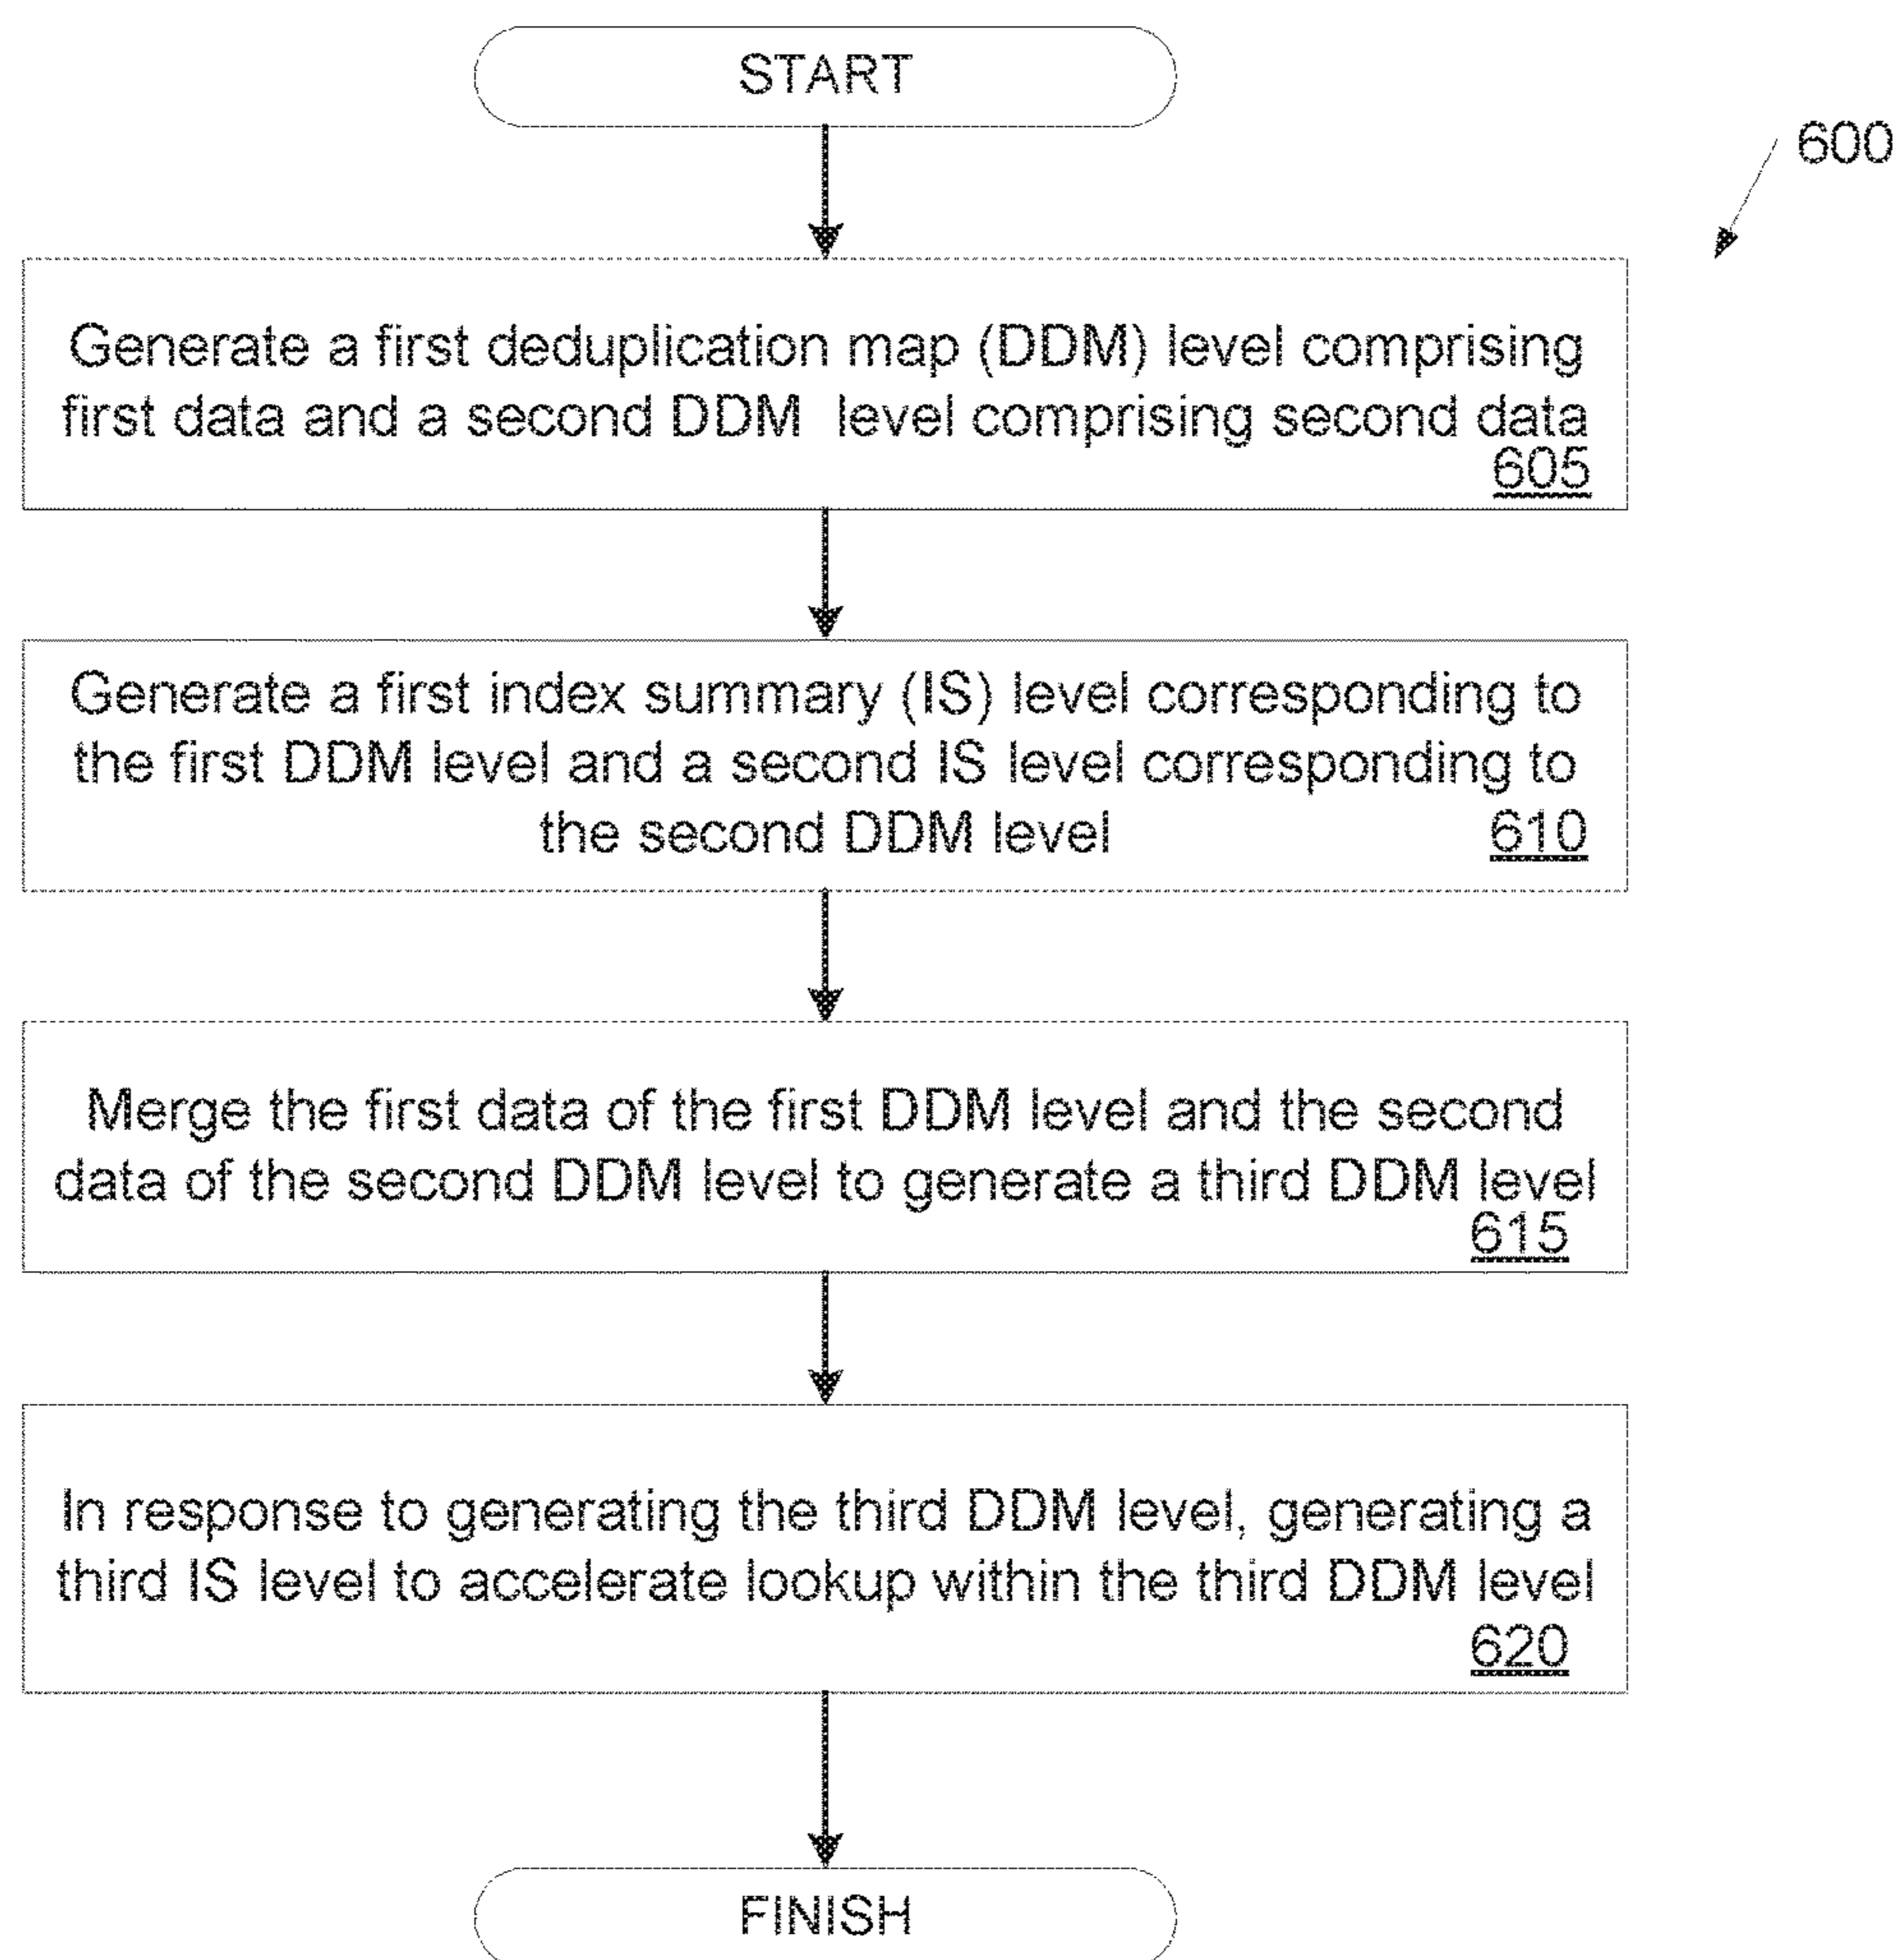 START
600
Generate a first deduplication map (DDM) level comprising
first data and a second DDM level comprising second data
605
Generate a first index summary (IS) level corresponding to
the first DDM level and a second IS level corresponding to
the second DDM level 610
Merge the first data of the first DDM level and the second
data of the second DDM level to generate a third DDM level
615
In response to generating the third DDM level, generating a
third IS level to accelerate lookup within the third DDM level
620
FINISH